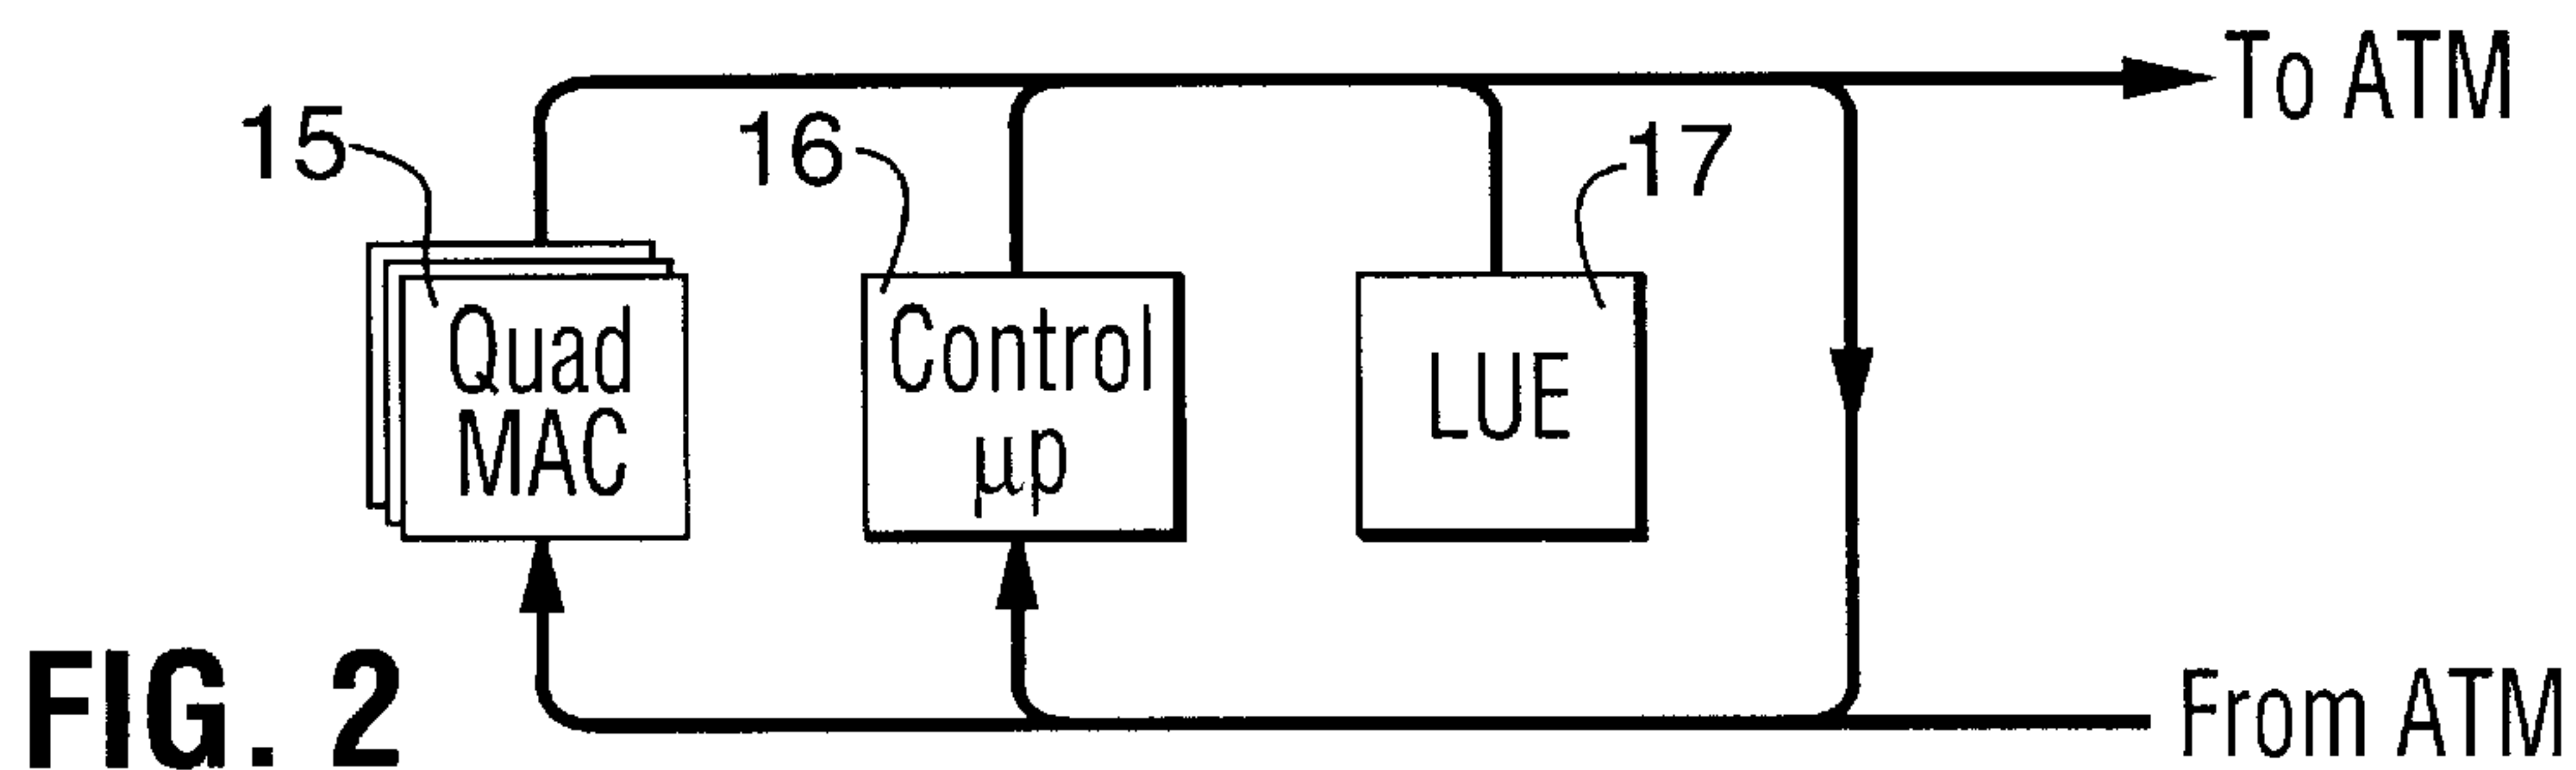 To ATM
15
16
17
Quad
MAC
Control
μp
LUE
FIG. 2
From ATM